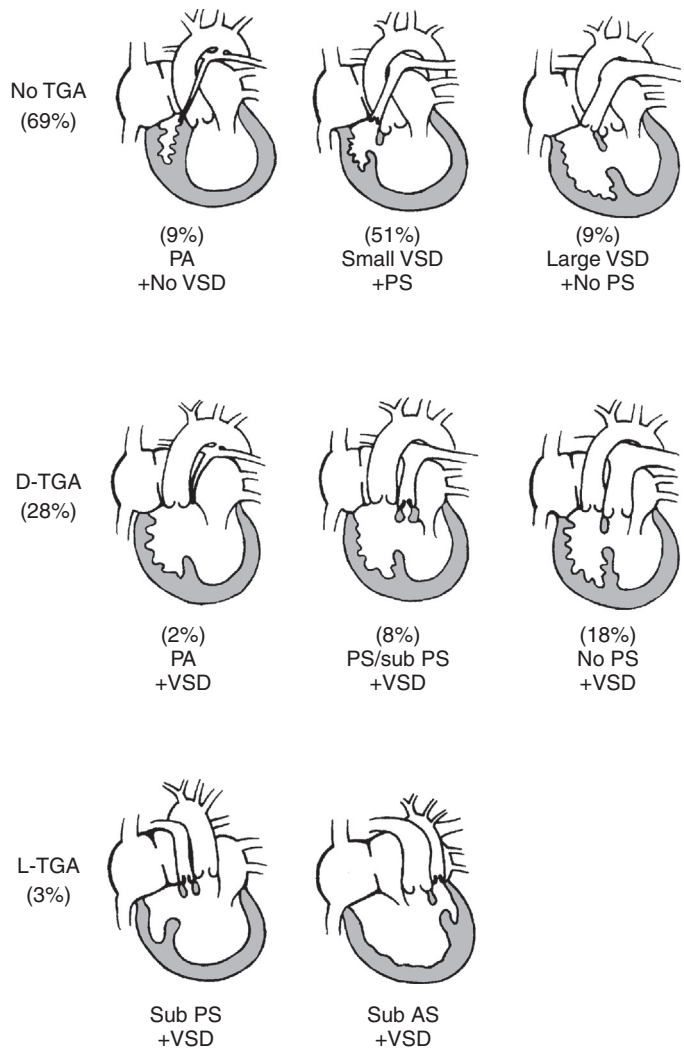 No TGA
(69%)
(9%)
PA
+No VSD
(51%)
Small VSD
+PS
(9%)
Large VSD
+No PS
D-TGA
(28%)
(2%)
PA
+VSD
(8%)
PS/sub PS
+VSD
(18%)
No PS
+VSD
L-TGA
(3%)
Sub PS
+VSD
Sub AS
+VSD